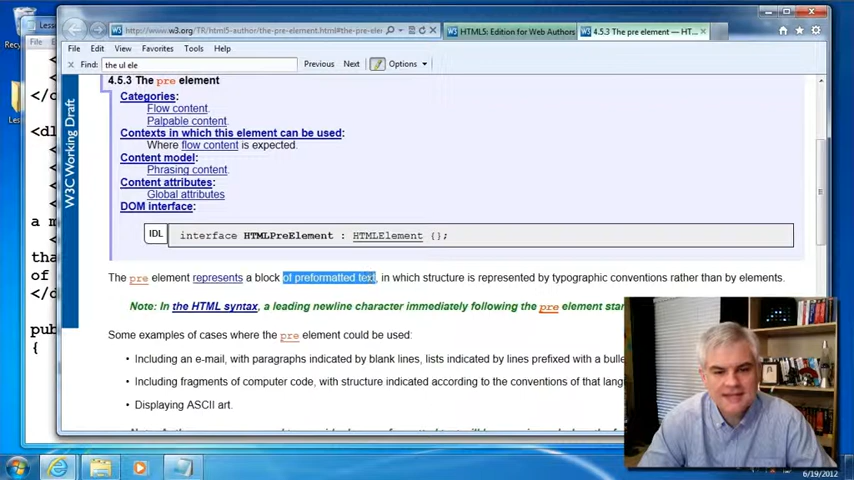 Recy
Less
http://www.w3.org/TR/html5-author/the-pre-element.html#the-pre-ele
HTML5: Edition for Web Authors
4.5.3 The pre element — HT...
File Edit View Favorites Tools Help
Find: the ul ele Previous Next Options
4.5.3 The pre element
Categories:
Flow content.
Palpable content.
Contexts in which this element can be used:
Where flow content is expected.
Content model:
Phrasing content.
Content attributes:
Global attributes
DOM interface:
IDL interface HTMLPreElement : HTMLElement {};
The pre element represents a block of preformatted text, in which structure is represented by typographic conventions rather than by elements.
Note: In the HTML syntax, a leading newline character immediately following the pre element star
Some examples of cases where the pre element could be used:
• Including an e-mail, with paragraphs indicated by blank lines, lists indicated by lines prefixed with a bulle
• Including fragments of computer code, with structure indicated according to the conventions of that lang
• Displaying ASCII art.
W3C Working Draft
File
<
</
<dl
<
a m
<
tha
of
</d
pub
{
Les
6/19/2012